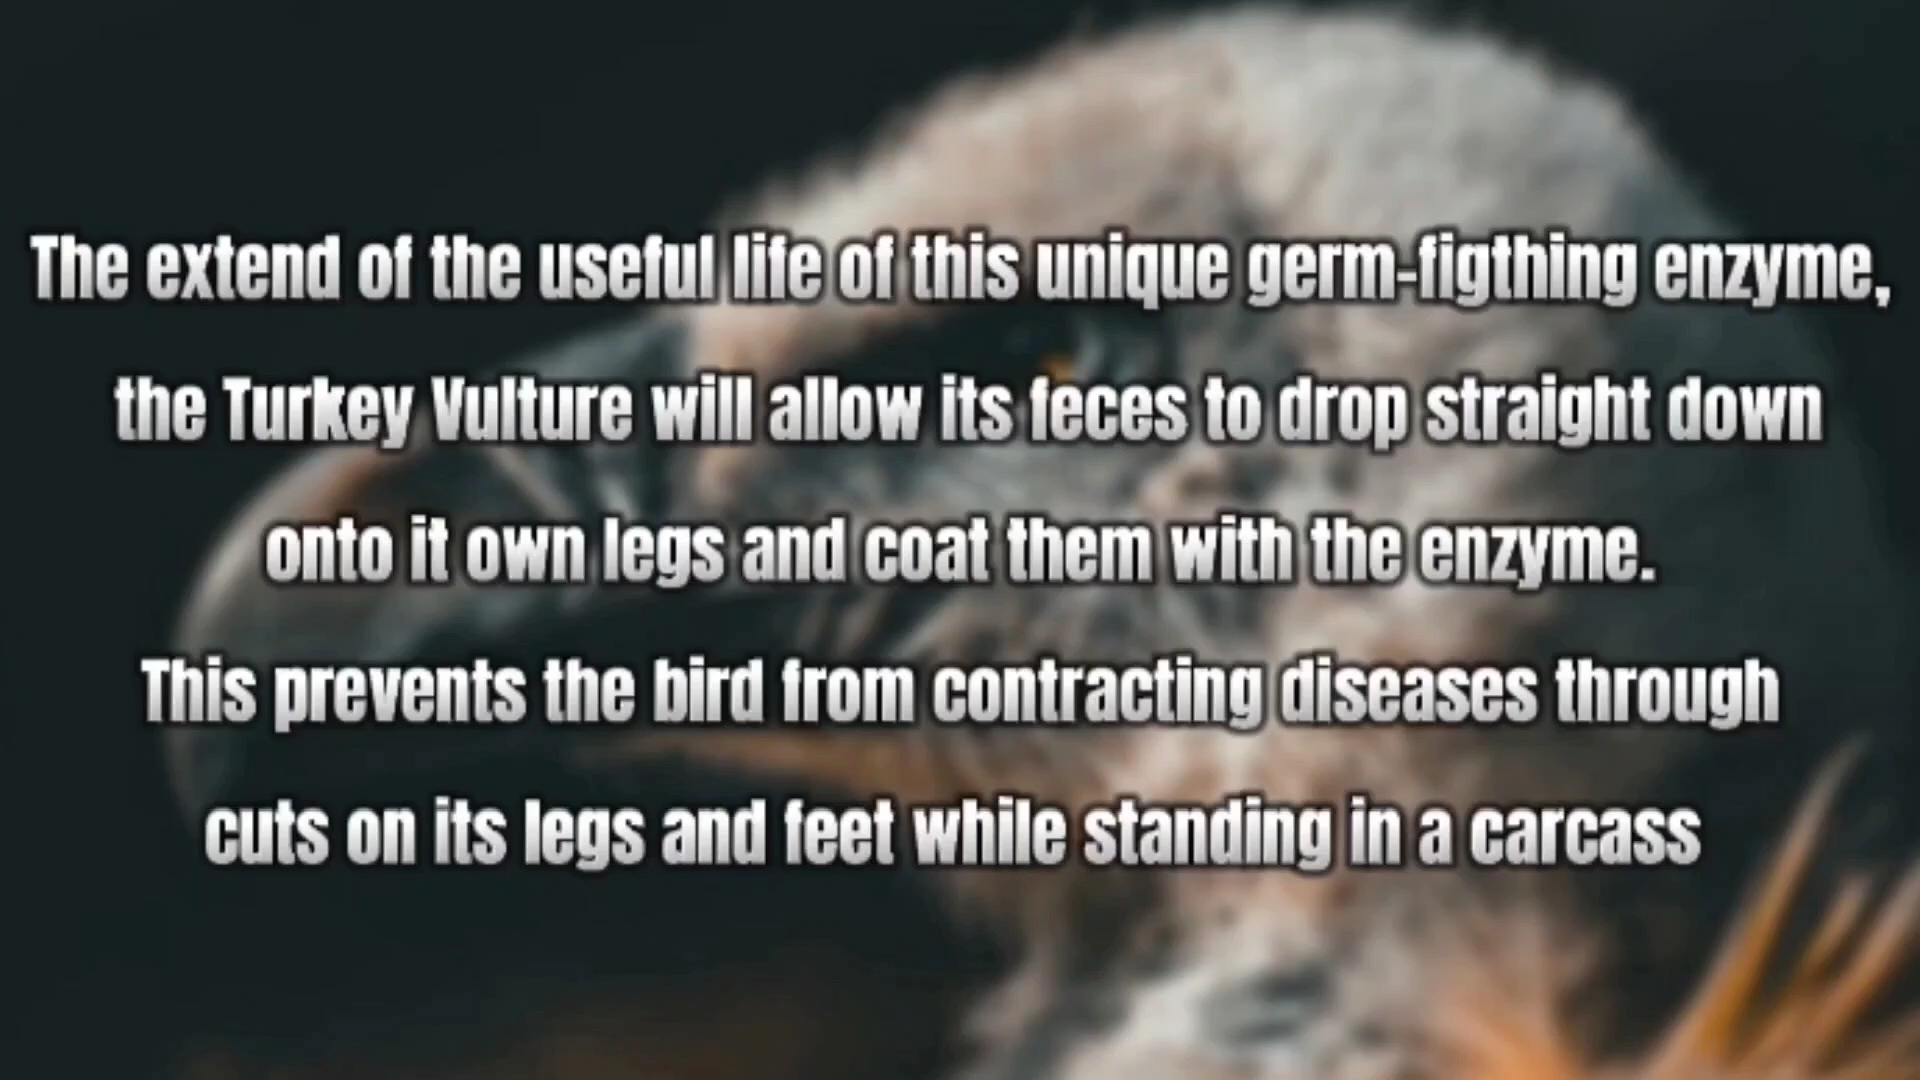 The extend of the useful life of this unique germ-figthing enzyme,
the Turkey Vulture will allow its feces to drop straight down
onto it own legs and coat them with the enzyme.
This prevents the bird from contracting diseases through
cuts on its legs and feet while standing in a carcass